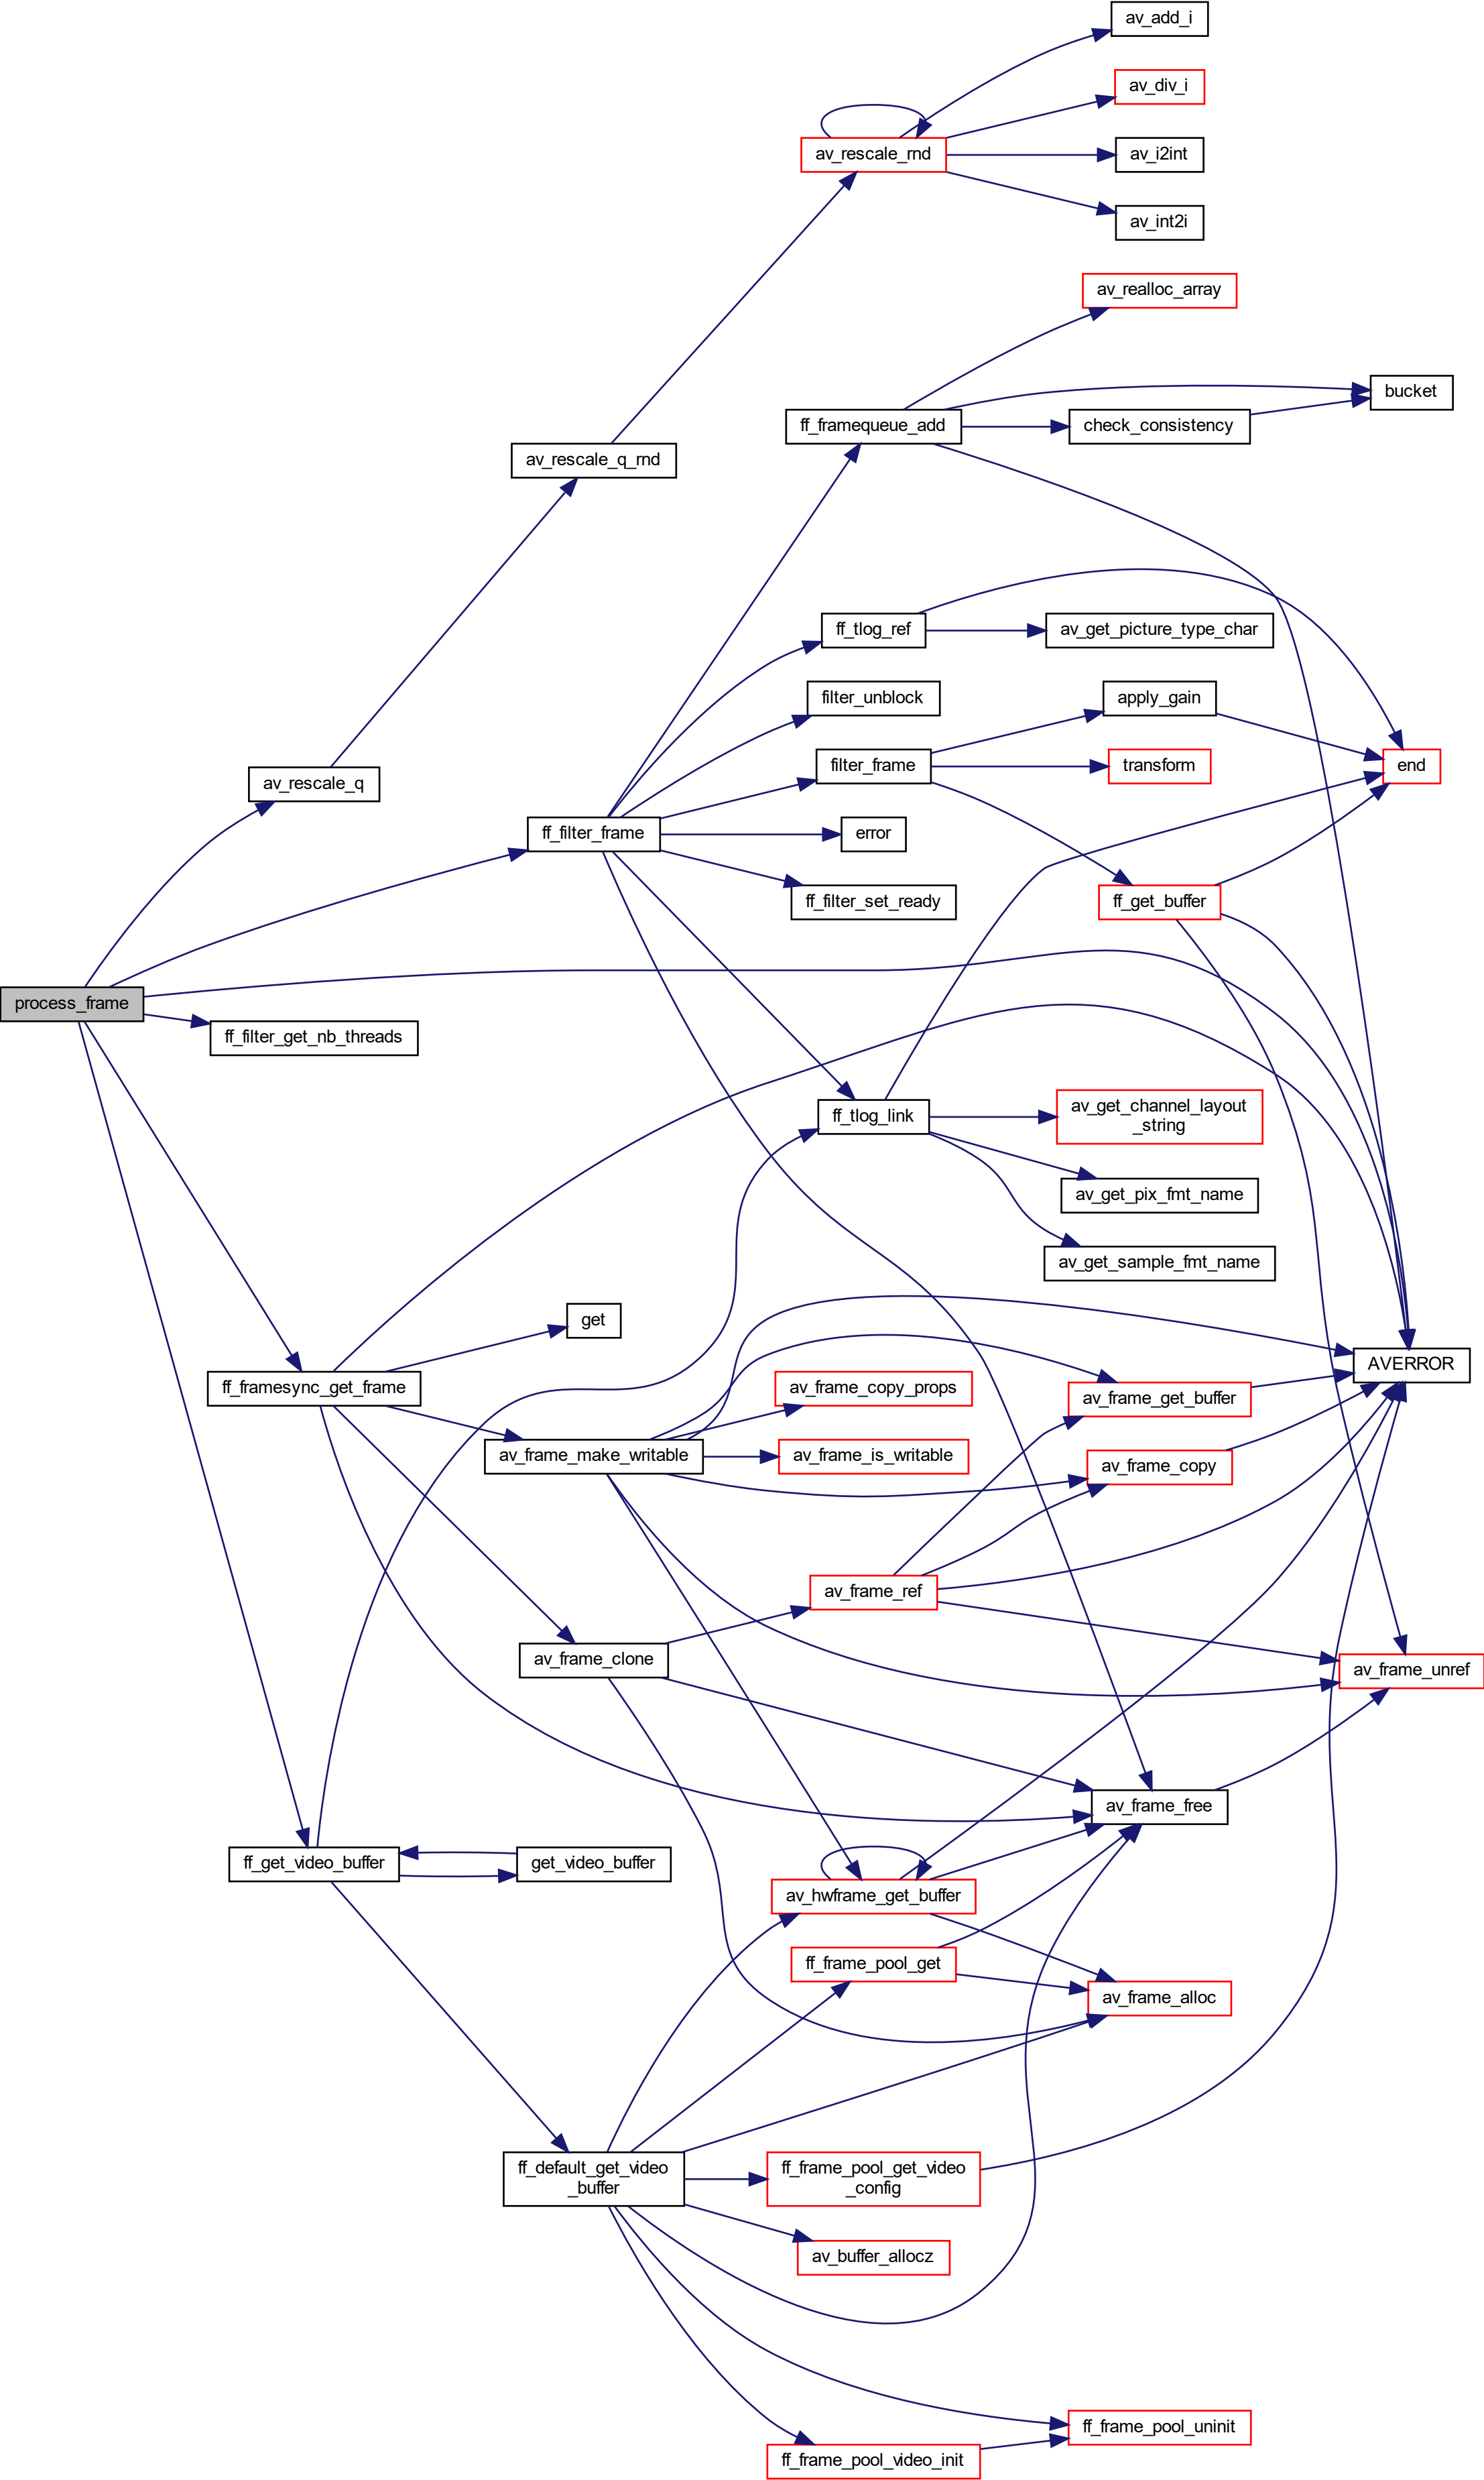 av_add_i
av_div_i
av_rescale_rnd
av_i2int
av_int2i
av_realloc_array
bucket
ff_framequeue_add
check_consistency
av_rescale_q_rnd
ff_tlog_ref
av_get_picture_type_char
filter_unblock
apply_gain
filter_frame
transform
end
av_rescale_q
ff_filter_frame
error
ff_filter_set_ready
ff_get_buffer
process_frame
ff_filter_get_nb_threads
ff_tlog_link
av_get_channel_layout
_string
av_get_pix_fmt_name
av_get_sample_fmt_name
get
AVERROR
ff_framesync_get_frame
av_frame_copy_props
av_frame_get_buffer
av_frame_make_writable
av_frame_is_writable
av_frame_copy
av_frame_ref
av_frame_clone
av_frame_unref
av_frame_free
ff_get_video_buffer
get_video_buffer
av_hwframe_get_buffer
ff_frame_pool_get
av_frame_alloc
ff_default_get_video
_buffer
ff_frame_pool_get_video
_config
av_buffer_allocz
ff_frame_pool_uninit
ff_frame_pool_video_init